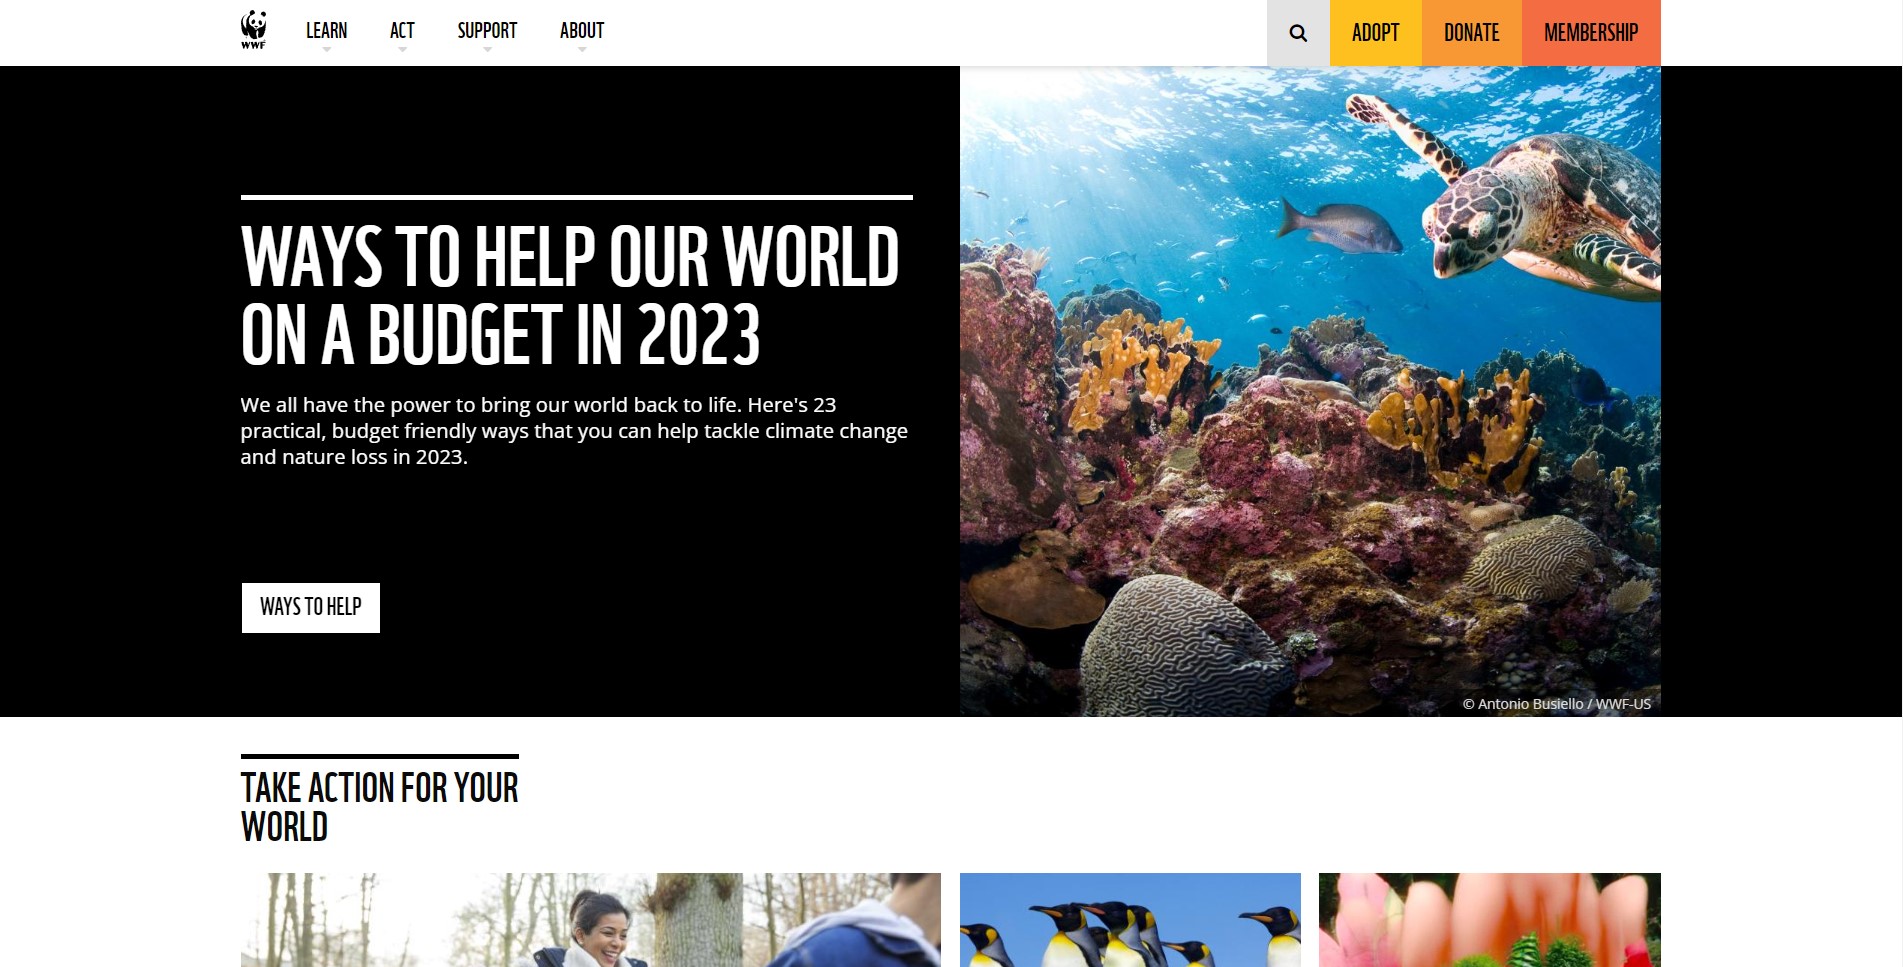 WWF
LEARN
ACT
SUPPORT
ABOUT
ADOPT
DONATE
MEMBERSHIP
WAYS TO HELP OUR WORLD
ON A BUDGET IN 2023
We all have the power to bring our world back to life. Here's 23
practical, budget friendly ways that you can help tackle climate change
and nature loss in 2023.
WAYS TO HELP
© Antonio Busiello / WWF-US
TAKE ACTION FOR YOUR
WORLD